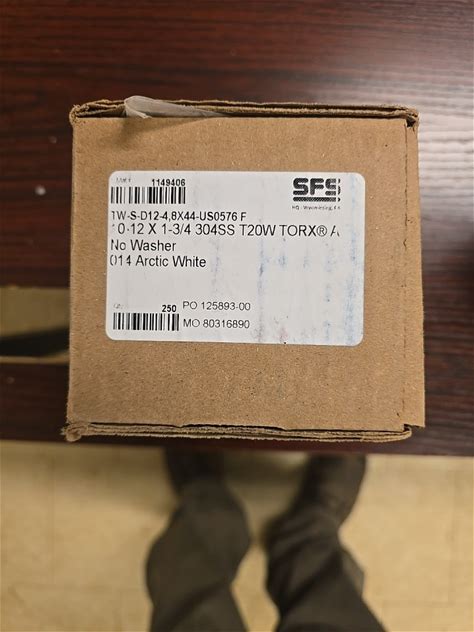 1149406
SFS
TW-S-D12-4,8X44-US0576 F
10-12 X 1-3/4 304SS T20W TORX® A
No Washer
014 Arctic White
250 PO 125893-00
MO 80316890